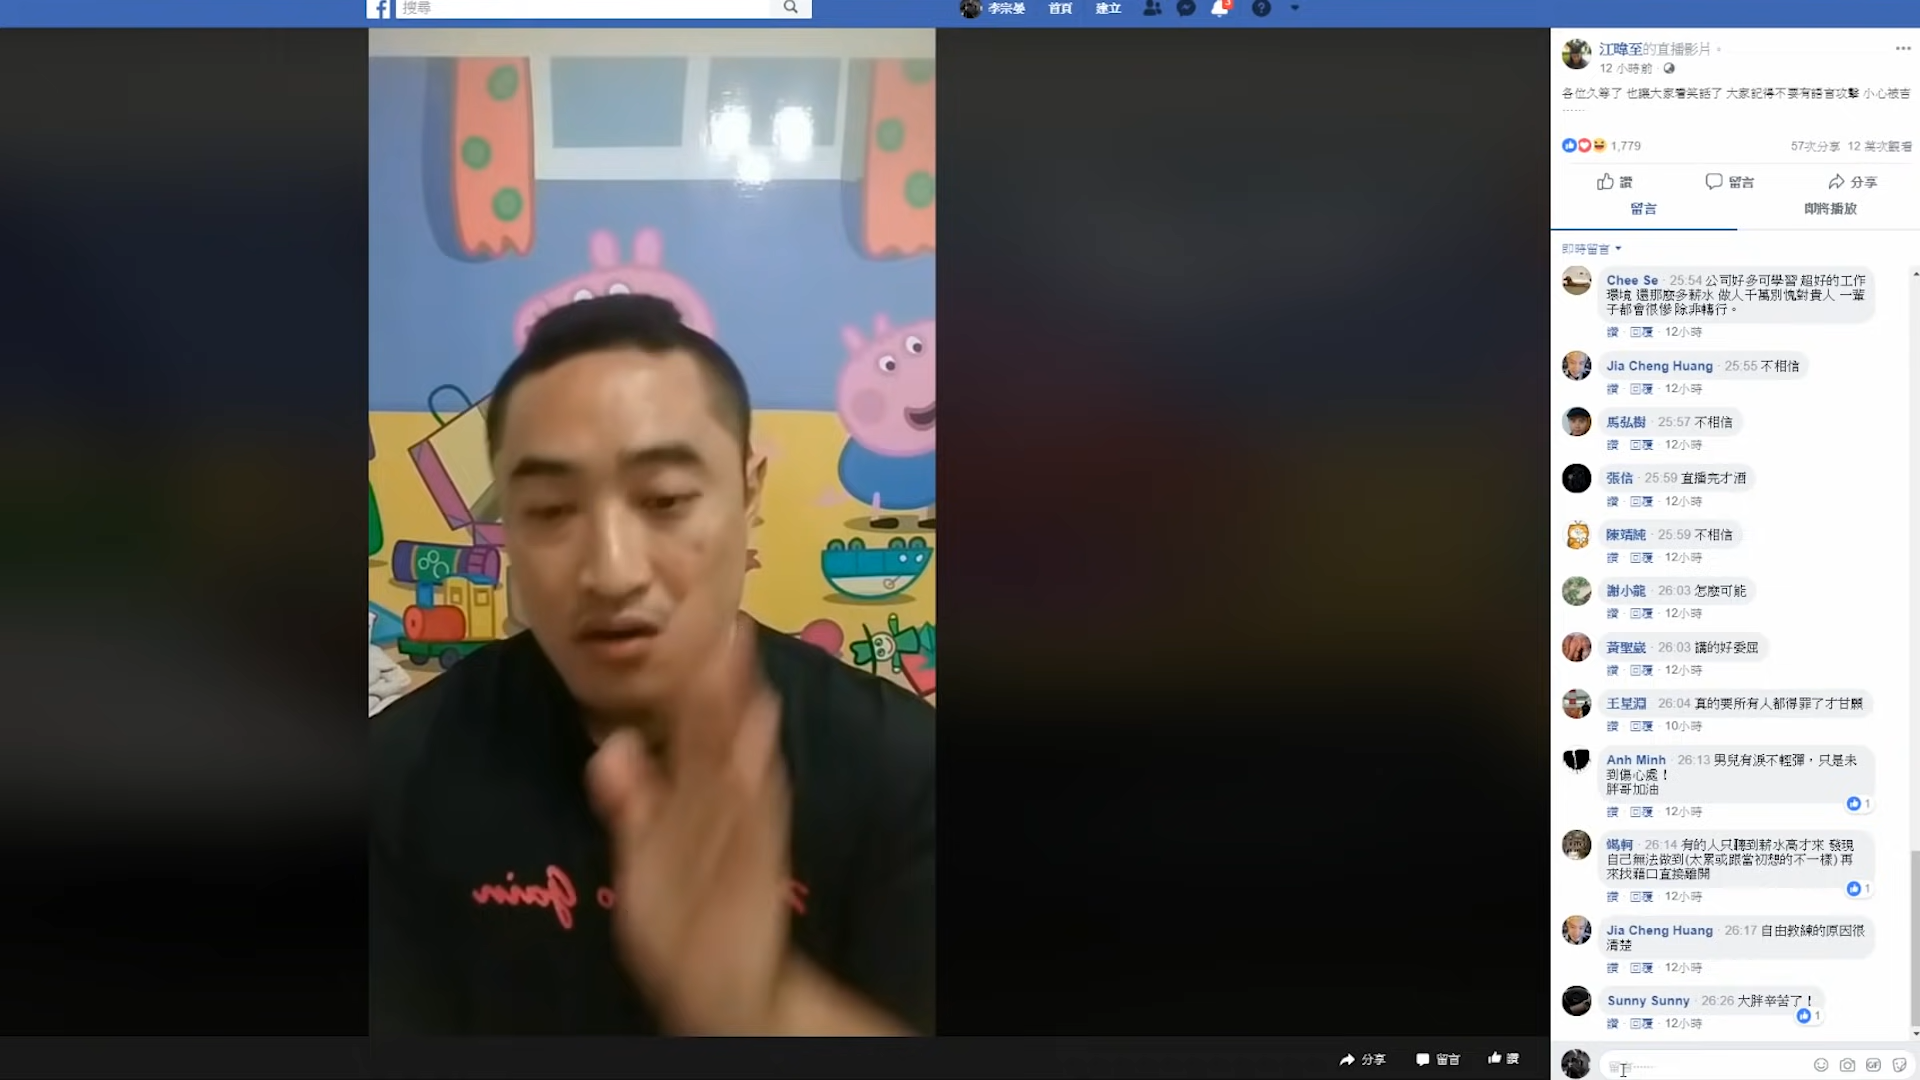 搜尋
李宗晏 首頁 建立
3
江暐至的直播影片。
12 小時前
各位久等了 也讓大家看笑話了 大家記得不要有語言攻擊 小心被告
......
1,779
57次分享 12 萬次觀看
讚 留言 分享
留言 即將播放
即時留言
Chee Se · 25:54 公司好多可學習 超好的工作
環境 還那麼多薪水 做人千萬別愧對貴人 一輩
子都會很慘 除非轉行。
讚 · 回覆 · 12小時
Jia Cheng Huang · 25:55 不相信
讚 · 回覆 · 12小時
馬弘樹 · 25:57 不相信
讚 · 回覆 · 12小時
張信 · 25:59 直播完才酒
讚 · 回覆 · 12小時
陳靖純 · 25:59 不相信
讚 · 回覆 · 12小時
謝小龍 · 26:03 怎麼可能
讚 · 回覆 · 12小時
黃聖崴 · 26:03 講的好委屈
讚 · 回覆 · 12小時
王星淵 · 26:04 真的要所有人都得罪了才甘願
讚 · 回覆 · 10小時
Anh Minh · 26:13 男兒有淚不輕彈，只是未
到傷心處！
胖哥加油
1
讚 · 回覆 · 12小時
26:14 有的人只聽到薪水高才來 發現
自己無法做到(太累或跟當初想的不一樣) 再
來找藉口直接離開
1
讚 · 回覆 · 12小時
Jia Cheng Huang · 26:17 自由教練的原因很
清楚
讚 · 回覆 · 12小時
Sunny Sunny · 26:26 大胖辛苦了！
1
讚 · 回覆 · 12小時
o Gain
分享 留言 讚